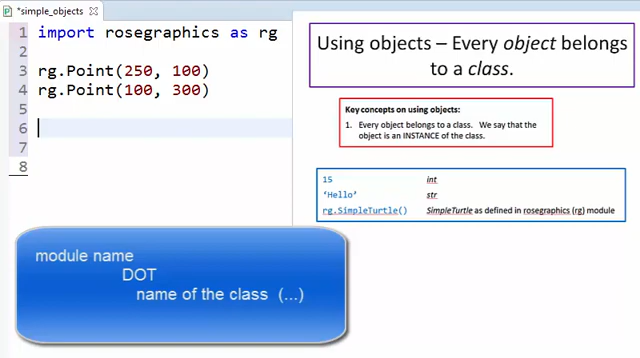 *simple_objects
1 import rosegraphics as rg
2
3 rg.Point(250, 100)
4 rg.Point(100, 300)
5
6
7
8
Using objects – Every object belongs
to a class.
Key concepts on using objects:
1. Every object belongs to a class. We say that the
object is an INSTANCE of the class.
15 int
‘Hello’ str
rg.SimpleTurtle() SimpleTurtle as defined in rosegraphics (rg) module
module name
DOT
name of the class (...)